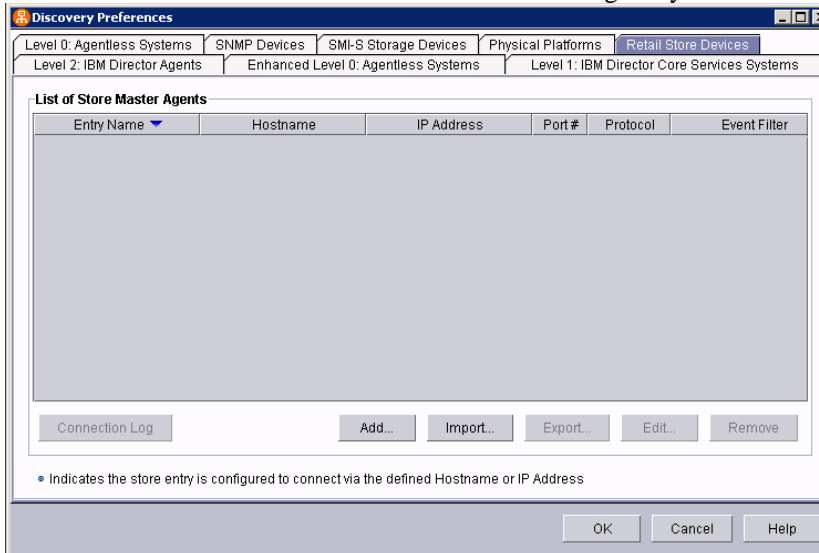 Discovery Preferences
Level 0: Agentless Systems SNMP Devices SMI-S Storage Devices Physical Platforms Retail Store Devices
Level 2: IBM Director Agents Enhanced Level 0: Agentless Systems Level 1: IBM Director Core Services Systems
List of Store Master Agents
Entry Name Hostname IP Address Port # Protocol Event Filter
Connection Log Add... Import... Export... Edit... Remove
Indicates the store entry is configured to connect via the defined Hostname or IP Address
OK Cancel Help